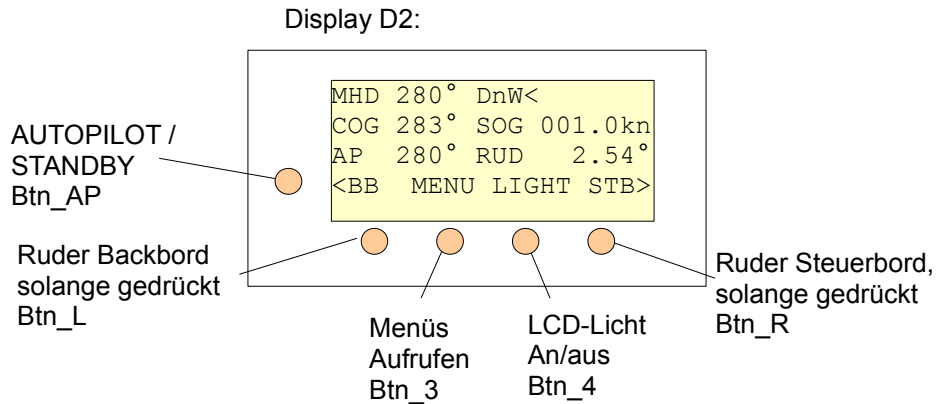 Display D2:
MHD 280° DnW<
COG 283° SOG 001.0kn
AP 280° RUD 2.54°
<BB MENU LIGHT STB>
AUTOPILOT /
STANDBY
Btn_AP
Ruder Backbord
solange gedrückt
Btn_L
Menüs
Aufrufen
Btn_3
LCD-Licht
An/aus
Btn_4
Ruder Steuerbord,
solange gedrückt
Btn_R